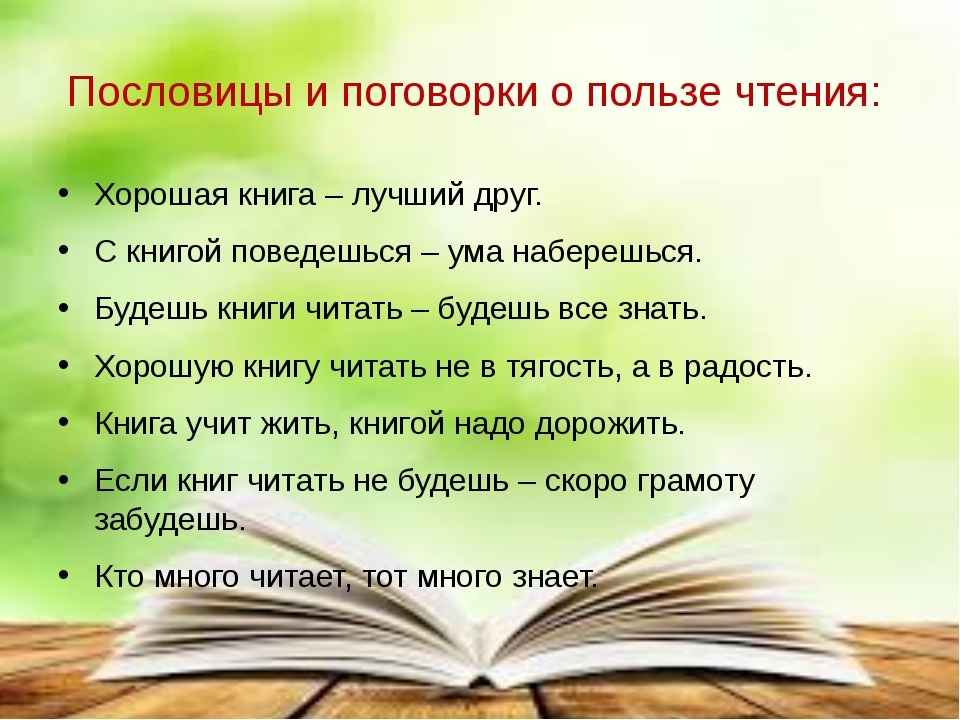 Пословицы и поговорки о пользе чтения:
• Хорошая книга – лучший друг.
• С книгой поведешься – ума наберешься.
• Будешь книги читать – будешь все знать.
• Хорошую книгу читать не в тягость, а в радость.
• Книга учит жить, книгой надо дорожить.
• Если книг читать не будешь – скоро грамоту
забудешь.
• Кто много читает, тот много знает.